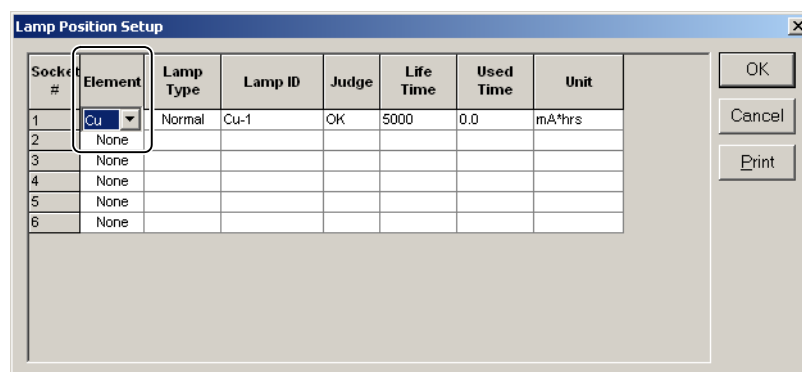 Lamp Position Setup
Socket # Element Lamp Type Lamp ID Judge Life Time Used Time Unit
1 Cu Normal Cu-1 OK 5000 0.0 mA*hrs
2 None
3 None
4 None
5 None
6 None
OK
Cancel
Print